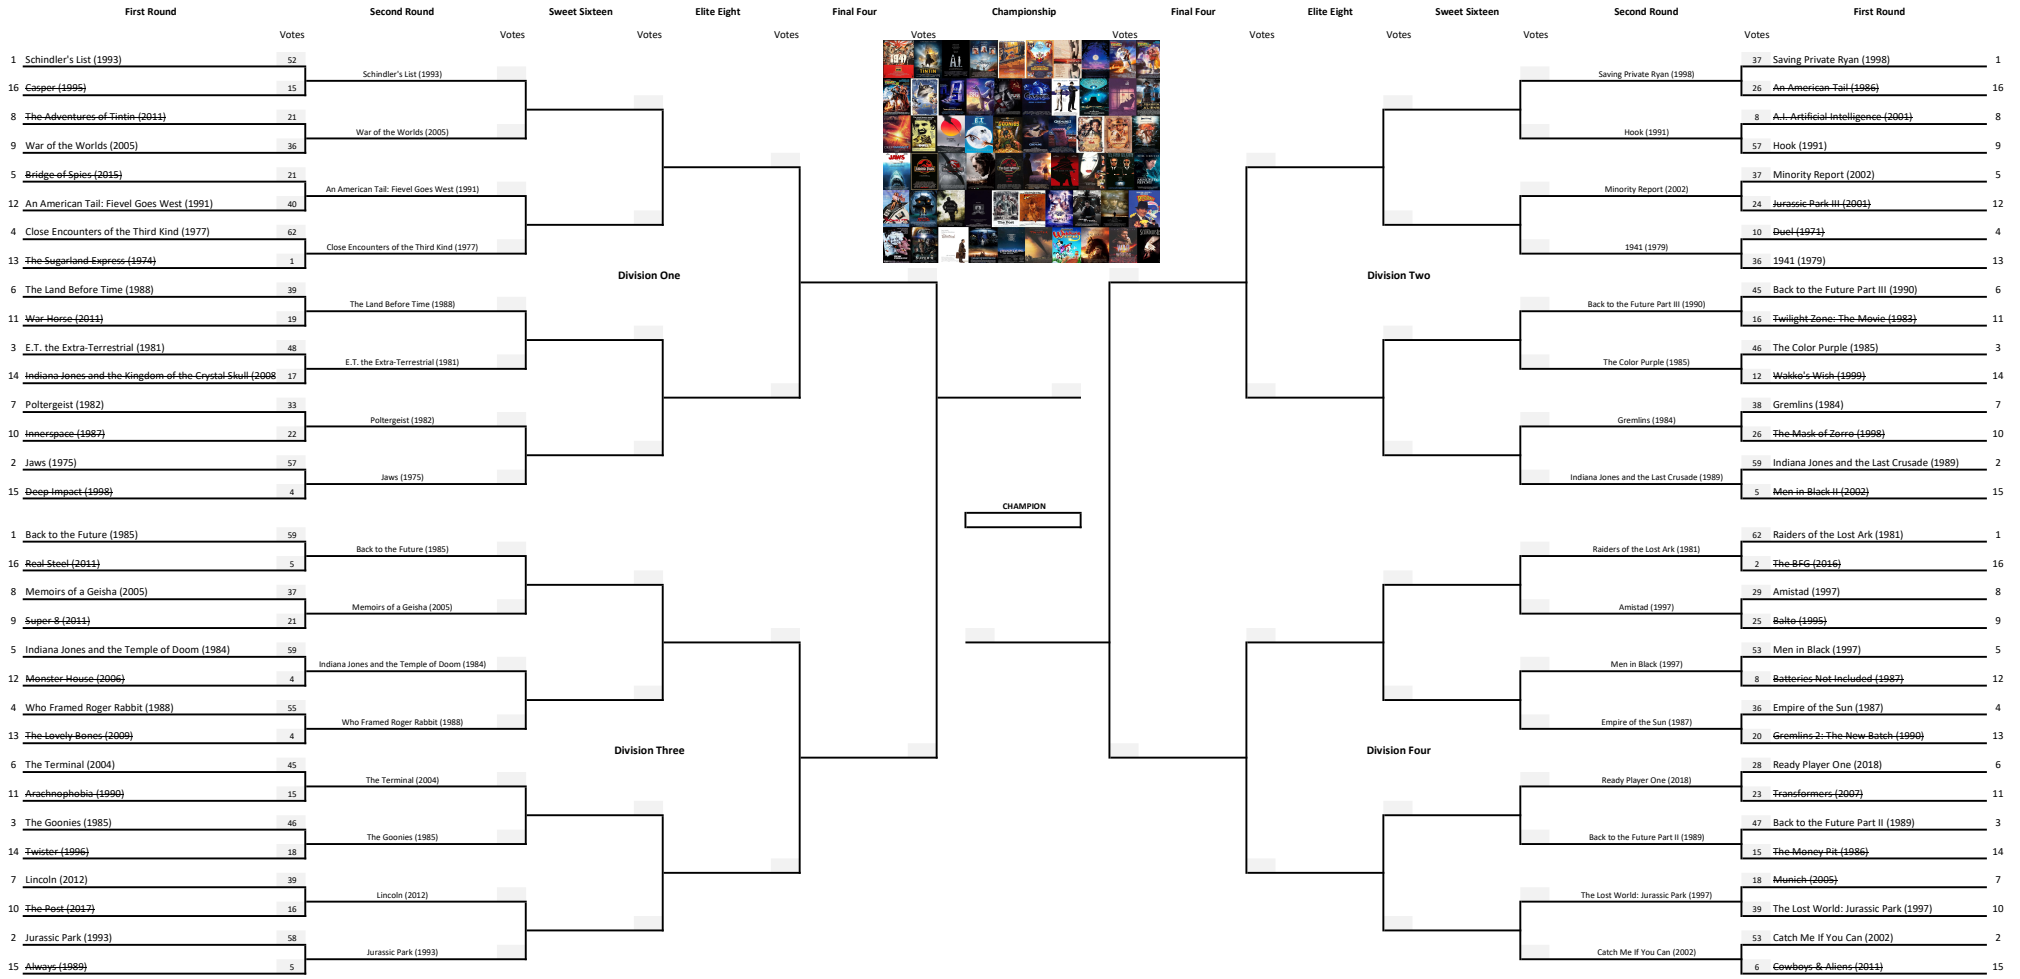 First Round Second Round Sweet Sixteen Elite Eight Final Four Championship Final Four Elite Eight Sweet Sixteen Second Round First Round
Votes Votes Votes Votes Votes Votes Votes Votes Votes Votes
1 Schindler's List (1993) 52
Schindler's List (1993)
16 Casper (1995) 15
8 The Adventures of Tintin (2011) 21
War of the Worlds (2005)
9 War of the Worlds (2005) 36
5 Bridge of Spies (2015) 21
An American Tail: Fievel Goes West (1991)
12 An American Tail: Fievel Goes West (1991) 40
4 Close Encounters of the Third Kind (1977) 62
Close Encounters of the Third Kind (1977)
13 The Sugarland Express (1974) 1
Division One
6 The Land Before Time (1988) 39
The Land Before Time (1988)
11 War Horse (2011) 19
3 E.T. the Extra-Terrestrial (1981) 48
E.T. the Extra-Terrestrial (1981)
14 Indiana Jones and the Kingdom of the Crystal Skull (2008 17
7 Poltergeist (1982) 33
Poltergeist (1982)
10 Innerspace (1987) 22
2 Jaws (1975) 57
Jaws (1975)
15 Deep Impact (1998) 4
1 Back to the Future (1985) 59
Back to the Future (1985)
16 Real Steel (2011) 5
8 Memoirs of a Geisha (2005) 37
Memoirs of a Geisha (2005)
9 Super 8 (2011) 21
5 Indiana Jones and the Temple of Doom (1984) 59
Indiana Jones and the Temple of Doom (1984)
12 Monster House (2006) 4
4 Who Framed Roger Rabbit (1988) 55
Who Framed Roger Rabbit (1988)
13 The Lovely Bones (2009) 4
Division Three
6 The Terminal (2004) 45
The Terminal (2004)
11 Arachnophobia (1990) 15
3 The Goonies (1985) 46
The Goonies (1985)
14 Twister (1996) 18
7 Lincoln (2012) 39
Lincoln (2012)
10 The Post (2017) 16
2 Jurassic Park (1993) 58
Jurassic Park (1993)
15 Always (1989) 5
JAWS
CHAMPION
37 Saving Private Ryan (1998) 1
Saving Private Ryan (1998)
26 An American Tail (1986) 16
8 A.I. Artificial Intelligence (2001) 8
Hook (1991)
57 Hook (1991) 9
37 Minority Report (2002) 5
Minority Report (2002)
24 Jurassic Park III (2001) 12
10 Duel (1971) 4
1941 (1979)
36 1941 (1979) 13
Division Two
45 Back to the Future Part III (1990) 6
Back to the Future Part III (1990)
16 Twilight Zone: The Movie (1983) 11
46 The Color Purple (1985) 3
The Color Purple (1985)
12 Wakko's Wish (1999) 14
38 Gremlins (1984) 7
Gremlins (1984)
26 The Mask of Zorro (1998) 10
59 Indiana Jones and the Last Crusade (1989) 2
Indiana Jones and the Last Crusade (1989)
5 Men in Black II (2002) 15
62 Raiders of the Lost Ark (1981) 1
Raiders of the Lost Ark (1981)
2 The BFG (2016) 16
29 Amistad (1997) 8
Amistad (1997)
25 Balto (1995) 9
53 Men in Black (1997) 5
Men in Black (1997)
8 Batteries Not Included (1987) 12
36 Empire of the Sun (1987) 4
Empire of the Sun (1987)
20 Gremlins 2: The New Batch (1990) 13
Division Four
28 Ready Player One (2018) 6
Ready Player One (2018)
23 Transformers (2007) 11
47 Back to the Future Part II (1989) 3
Back to the Future Part II (1989)
15 The Money Pit (1986) 14
18 Munich (2005) 7
The Lost World: Jurassic Park (1997)
39 The Lost World: Jurassic Park (1997) 10
53 Catch Me If You Can (2002) 2
Catch Me If You Can (2002)
6 Cowboys & Aliens (2011) 15